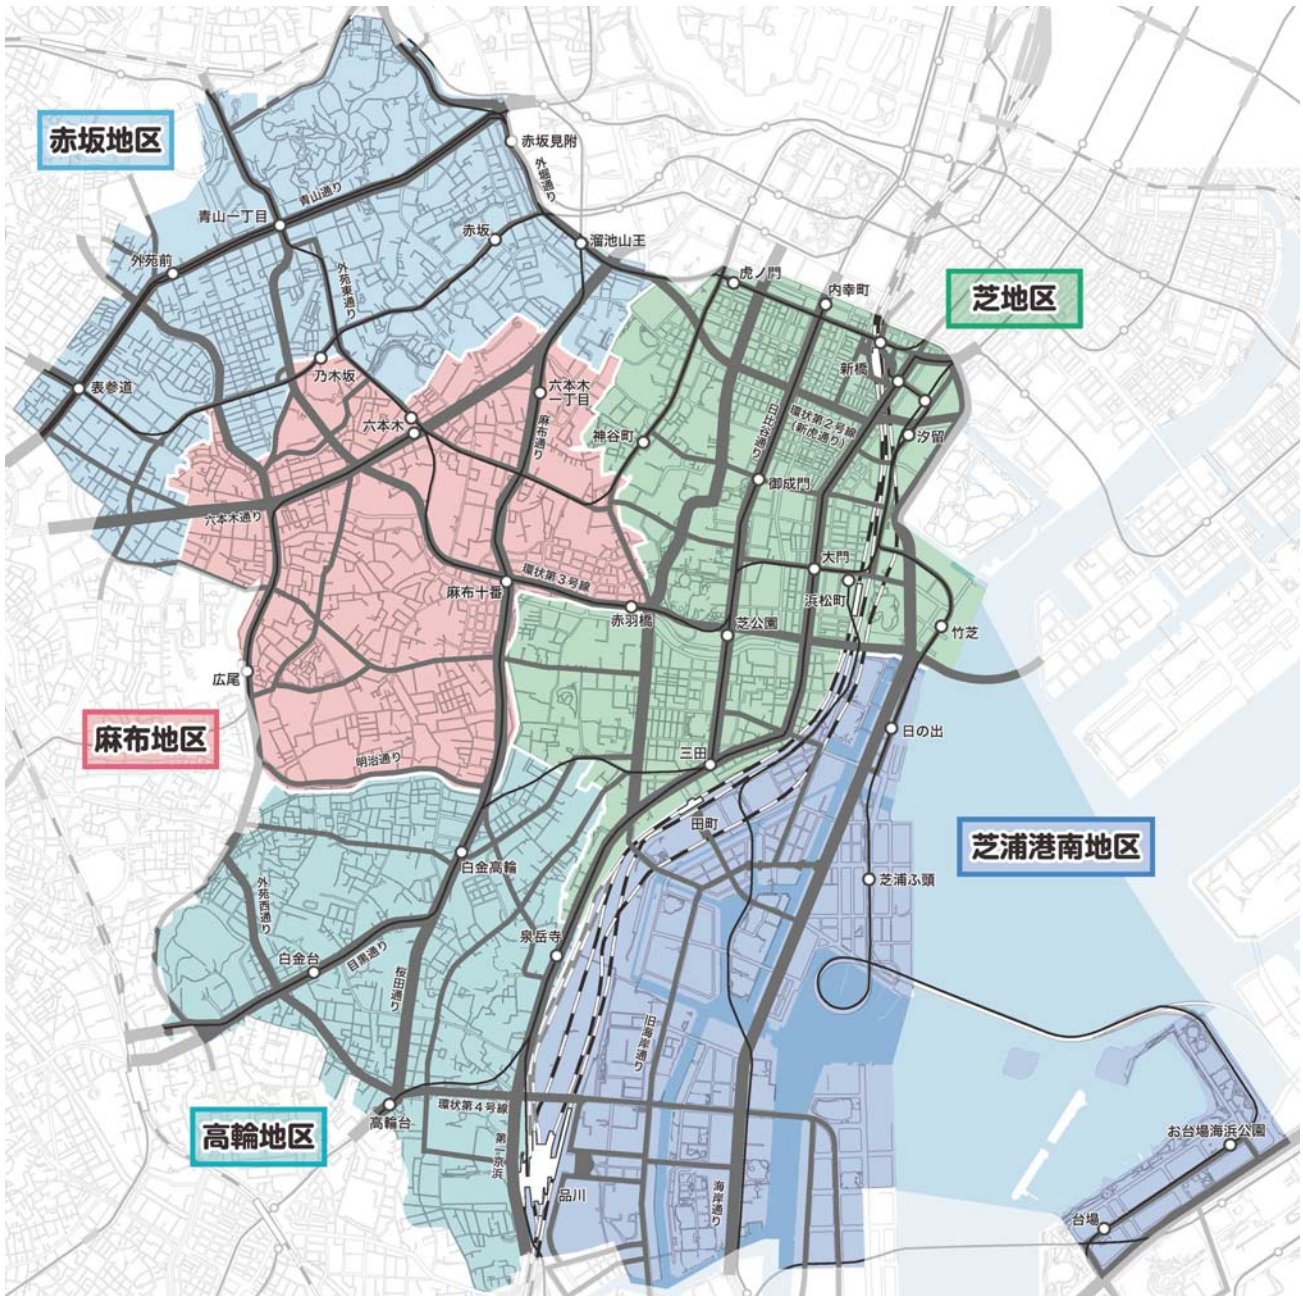 赤坂地区
赤坂見附
外堀通り
青山通り
青山一丁目
赤坂
溜池山王
外苑前
外苑東通り
虎ノ門
内幸町
芝地区
新橋
表参道
乃木坂
六本木
一丁目
六本木
麻布通り
神谷町
日比谷通り
環状第2号線
(新虎通り)
汐留
御成門
六本木通り
大門
浜松町
麻布十番
環状第3号線
赤羽橋
芝公園
竹芝
広尾
麻布地区
明治通り
三田
日の出
田町
芝浦港南地区
白金高輪
芝浦ふ頭
外苑西通り
泉岳寺
白金台
目黒通り
桜田通り
旧海岸通り
高輪地区
高輪台
環状第4号線
第一京浜
品川
海岸通り
お台場海浜公園
台場